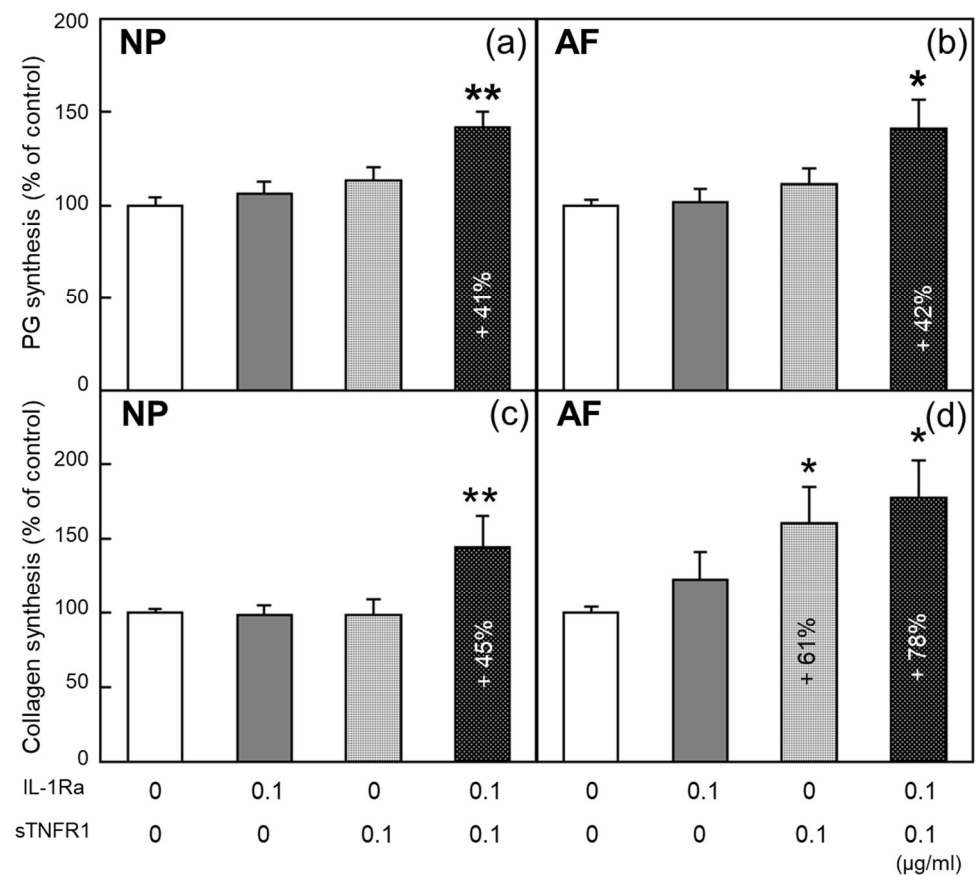 PG synthesis (% of control)
200
150
100
50
0
NP (a)
**
+ 41%
AF (b)
*
+ 42%
Collagen synthesis (% of control)
200
150
100
50
0
NP (c)
**
+ 45%
AF (d)
*
*
+ 61%
+ 78%
IL-1Ra 0 0.1 0 0.1 0 0.1 0 0.1
sTNFR1 0 0 0.1 0.1 0 0 0.1 0.1
(µg/ml)